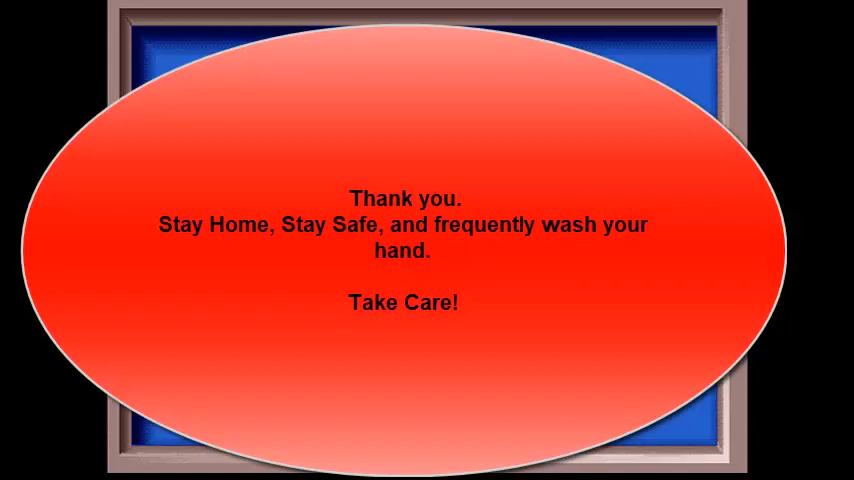 Thank you.
Stay Home, Stay Safe, and frequently wash your
hand.
Take Care!